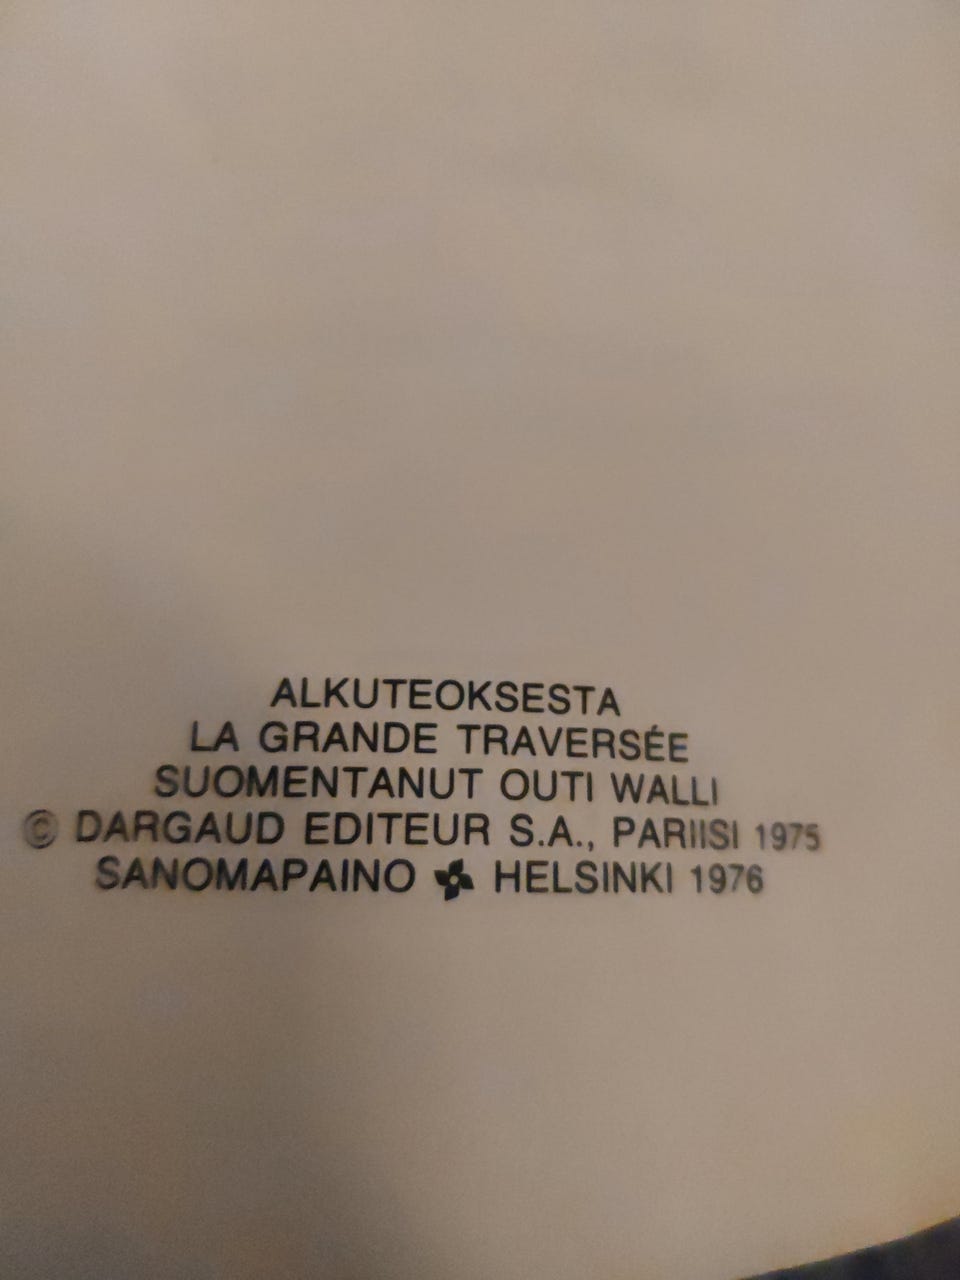 ALKUTEOKSESTA
LA GRANDE TRAVERSÉE
SUOMENTANUT OUTI WALLI
© DARGAUD EDITEUR S.A., PARIISI 1975
SANOMAPAINO HELSINKI 1976